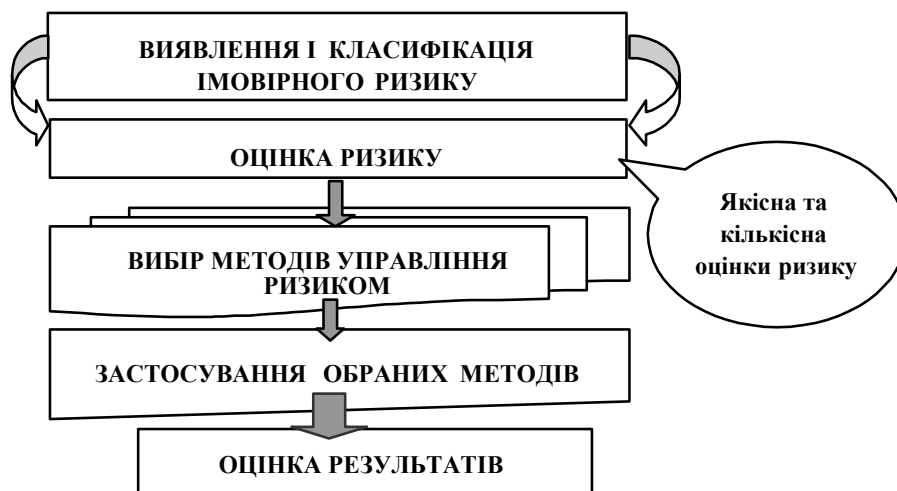 ВИЯВЛЕННЯ І КЛАСИФІКАЦІЯ
ІМОВІРНОГО РИЗИКУ
ОЦІНКА РИЗИКУ
Якісна та
кількісна
оцінки ризику
ВИБІР МЕТОДІВ УПРАВЛІННЯ
РИЗИКОМ
ЗАСТОСУВАННЯ ОБРАНИХ МЕТОДІВ
ОЦІНКА РЕЗУЛЬТАТІВ